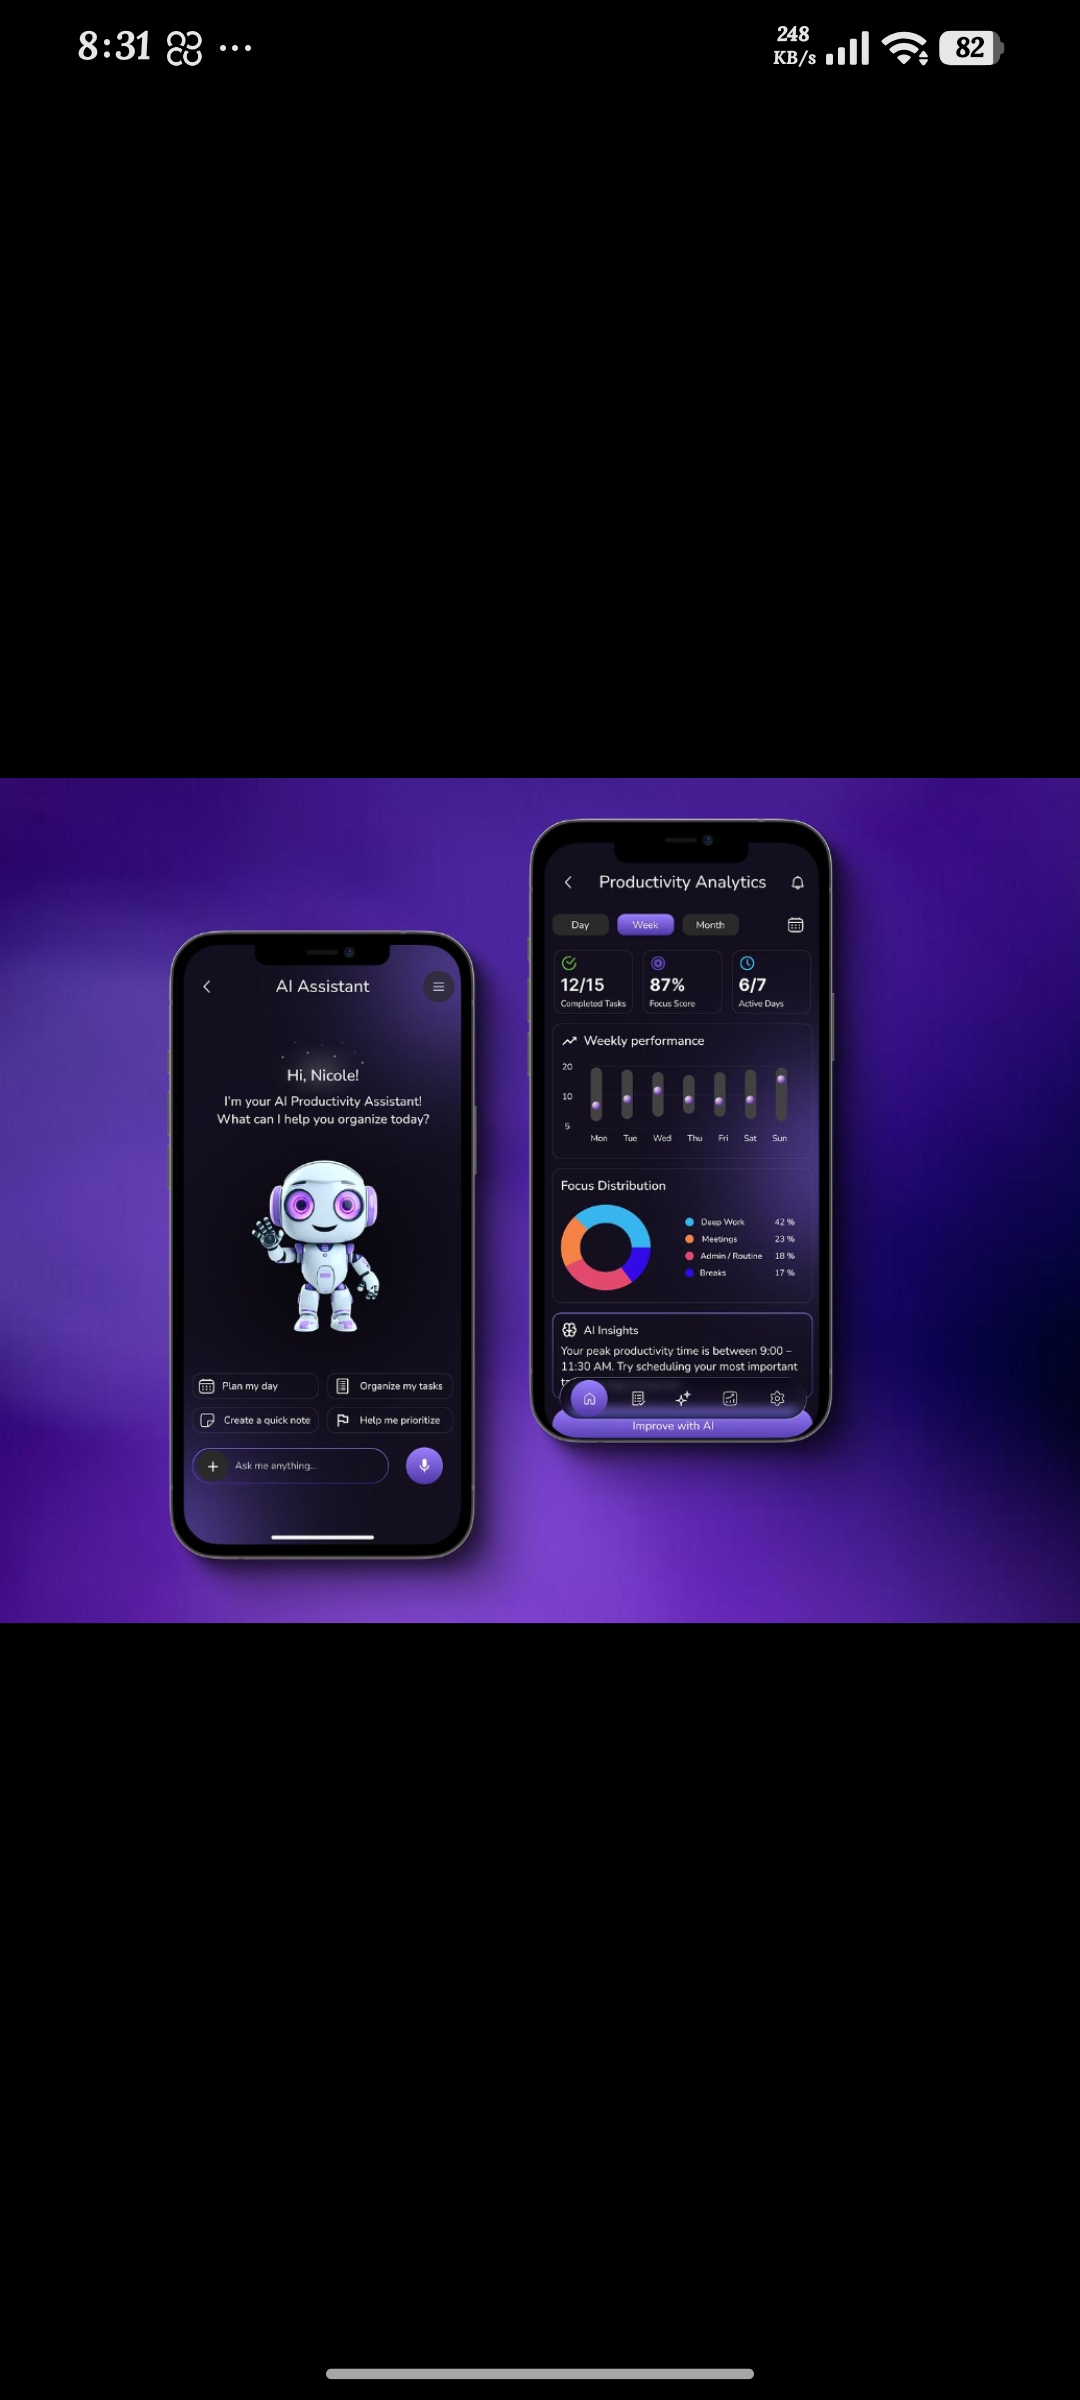 8:31
248
KB/s
82
Productivity Analytics
Day
Week
Month
12/15
Completed Tasks
87%
Focus Score
6/7
Active Days
Weekly performance
20
10
5
Mon Tue Wed Thu Fri Sat Sun
Focus Distribution
Deep Work 42 %
Meetings 23 %
Admin / Routine 18 %
Breaks 17 %
AI Insights
Your peak productivity time is between 9:00 –
11:30 AM. Try scheduling your most important
Improve with AI
AI Assistant
Hi, Nicole!
I'm your AI Productivity Assistant!
What can I help you organize today?
Plan my day
Organize my tasks
Create a quick note
Help me prioritize
Ask me anything...